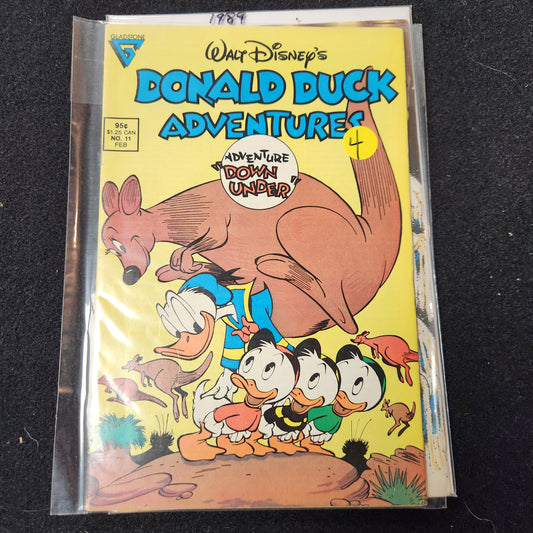 1989
GLADSTONE
WALT DISNEY'S
DONALD DUCK
ADVENTURES
95¢
$1.25 CAN
NO. 11
FEB
4
"ADVENTURE
DOWN
UNDER"